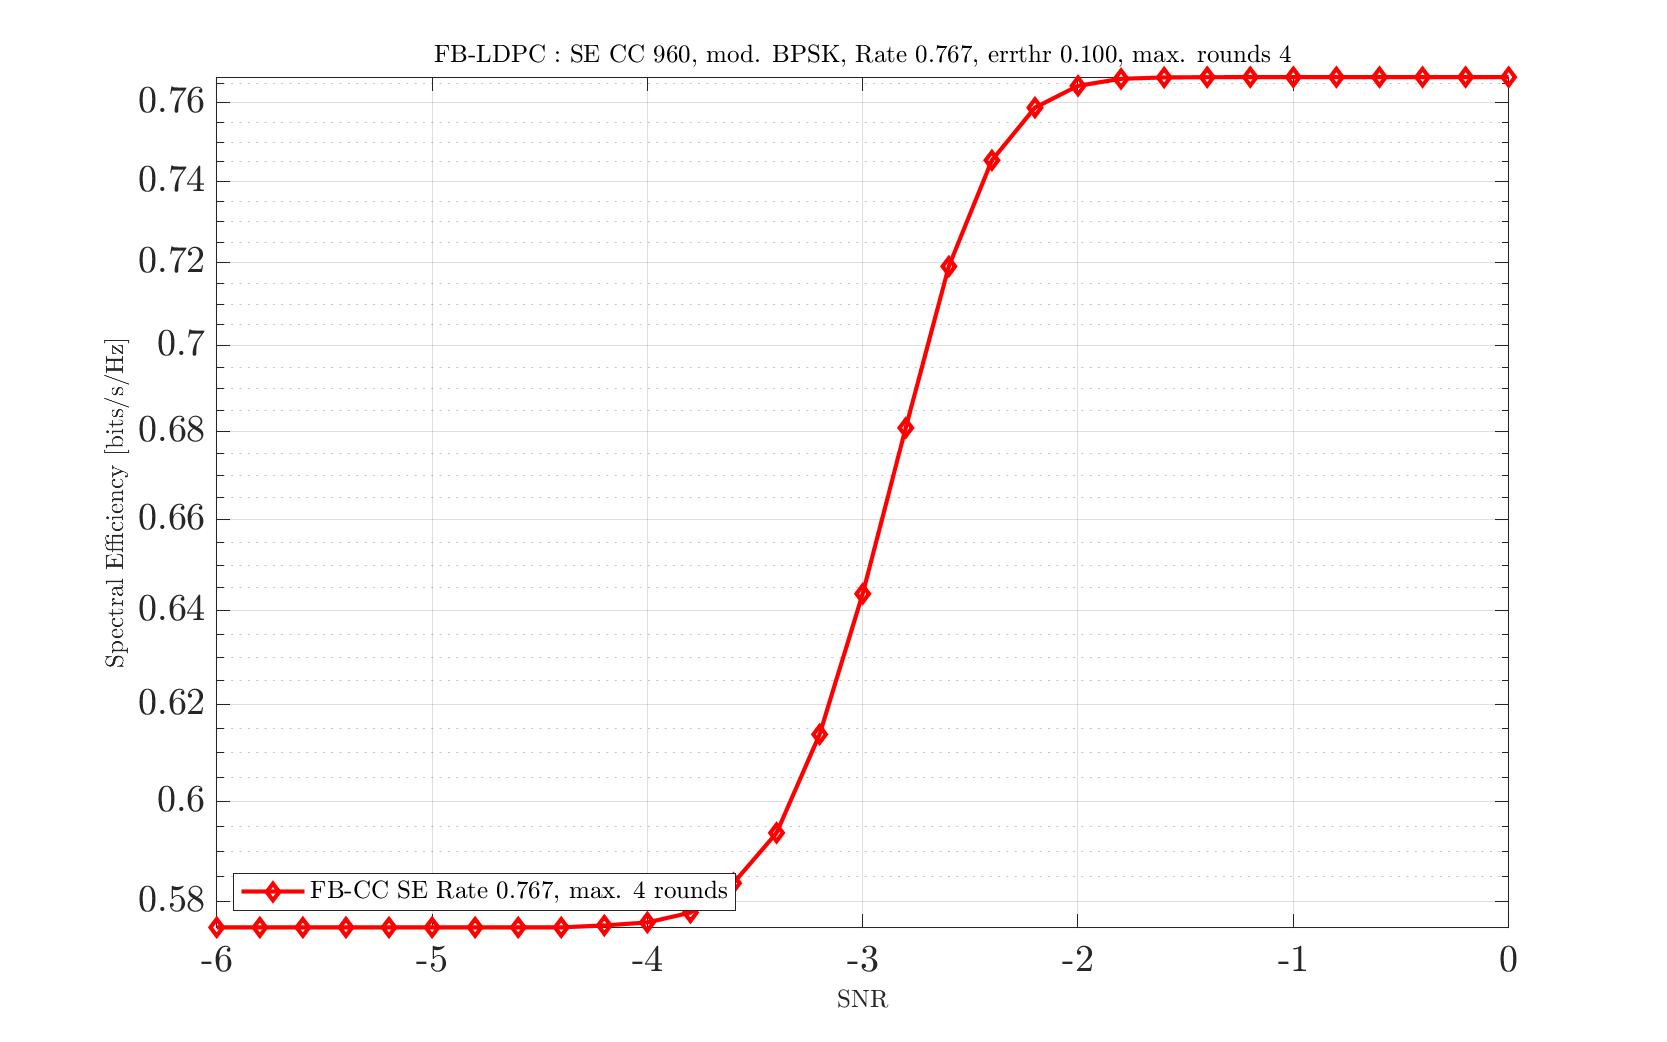 FB-LDPC : SE CC 960, mod. BPSK, Rate 0.767, errthr 0.100, max. rounds 4
0.76
0.74
0.72
0.7
0.68
0.66
0.64
0.62
0.6
0.58
Spectral Efficiency [bits/s/Hz]
FB-CC SE Rate 0.767, max. 4 rounds
-6 -5 -4 -3 -2 -1 0
SNR